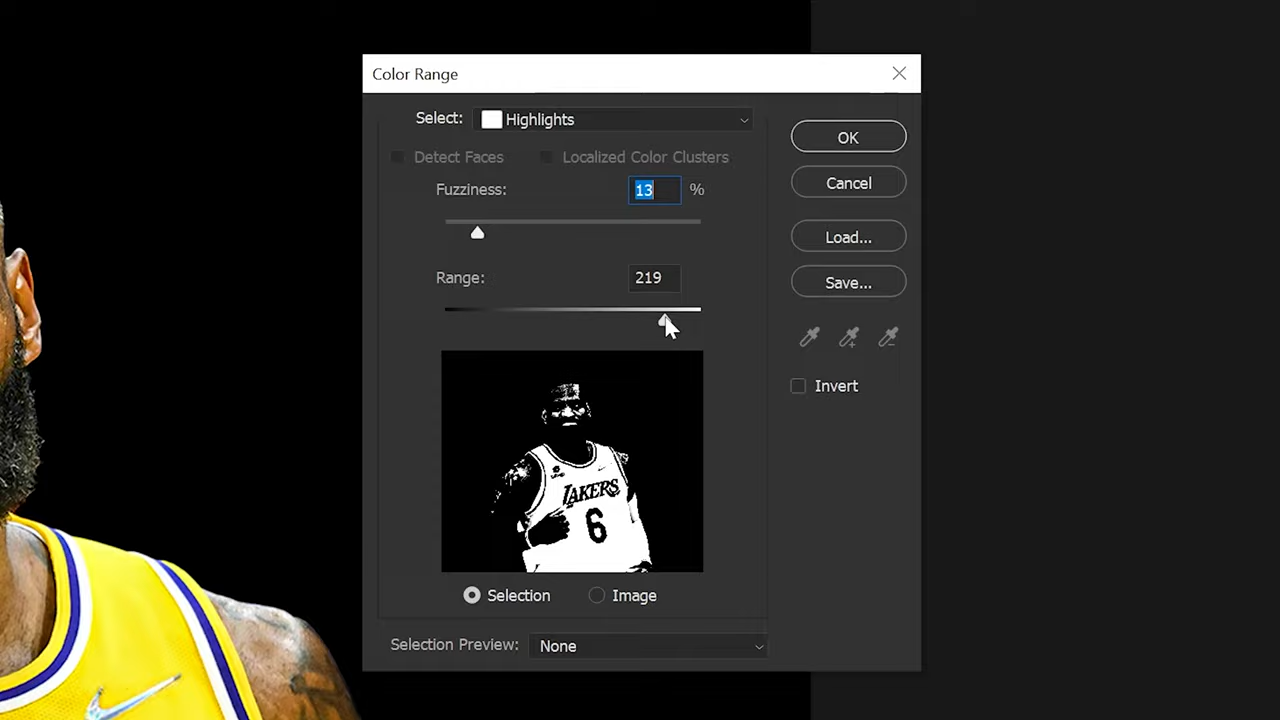 Color Range
Select: Highlights
Detect Faces Localized Color Clusters
Fuzziness: 13 %
Range: 219
LAKERS
6
Selection Image
Selection Preview: None
OK
Cancel
Load...
Save...
Invert